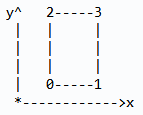 y^   2-----3
 |   |     |
 |   |     |
 |   |     |
 |   0-----1
 *------------>x